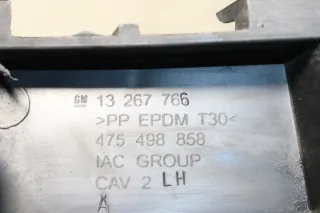 GM 13 267 766
>PP EPDM T30<
475 498 858
IAC GROUP
CAV 2 LH
A